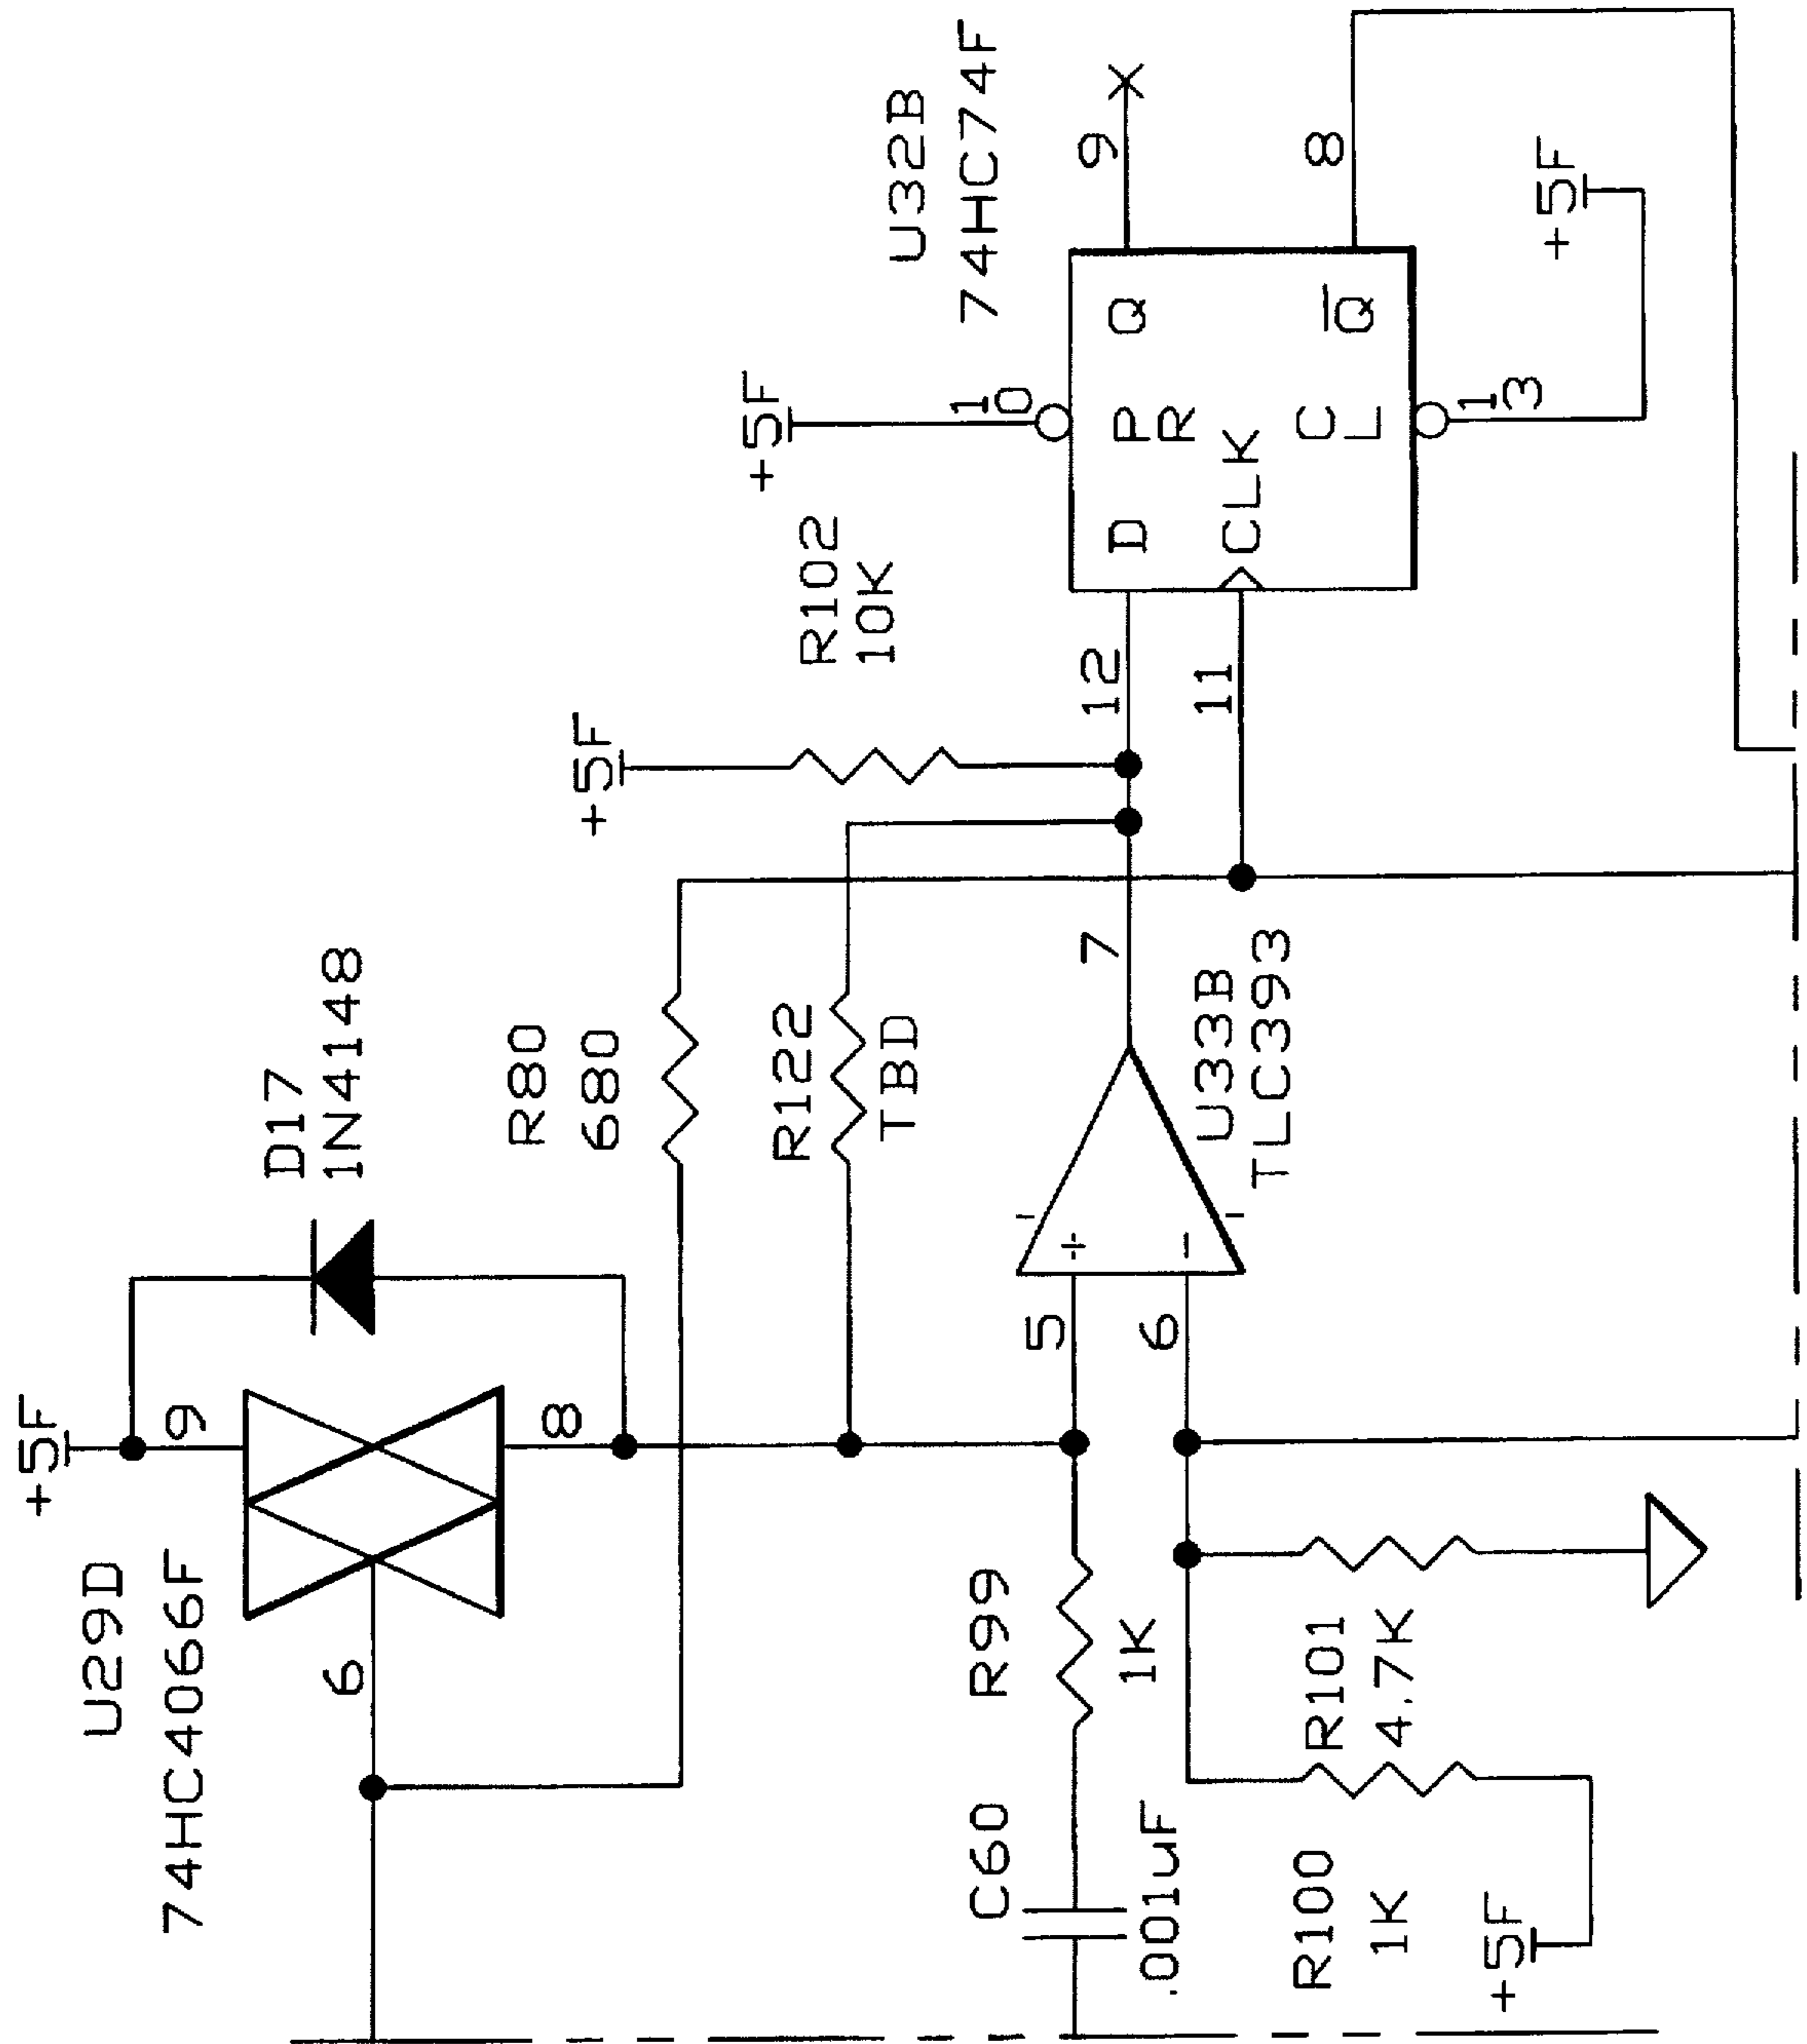 +5F
U29D
74HC4066F
9
6
8
D17
1N4148
R80
680
R122
TBD
+5F
R102
10K
+5F
U32B
74HC74F
C60
.001uF
R99
1K
5
6
+
-
7
U33B
TLC393
12
11
10
D
PR
Q
CLK
CL
Q̅
9
8
13
+5F
R100
1K
+5F
R101
4.7K